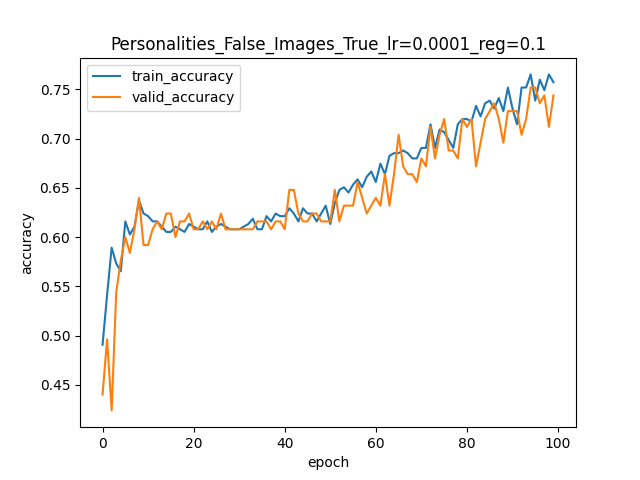 Personalities_False_Images_True_lr=0.0001_reg=0.1
train_accuracy
valid_accuracy
0.75
0.70
0.65
0.60
0.55
0.50
0.45
accuracy
0 20 40 60 80 100
epoch